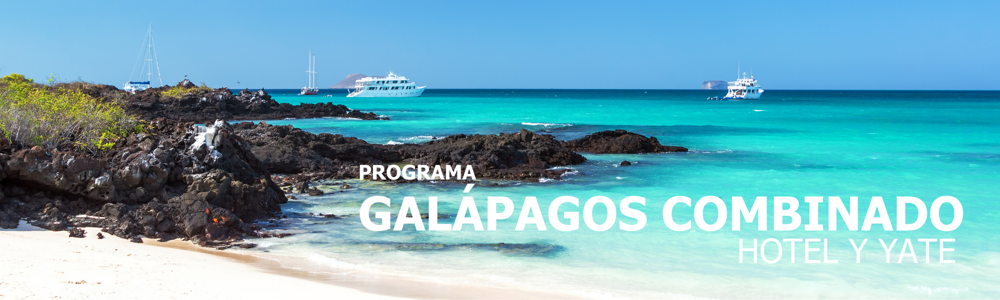 PROGRAMA
GALÁPAGOS COMBINADO
HOTEL Y YATE